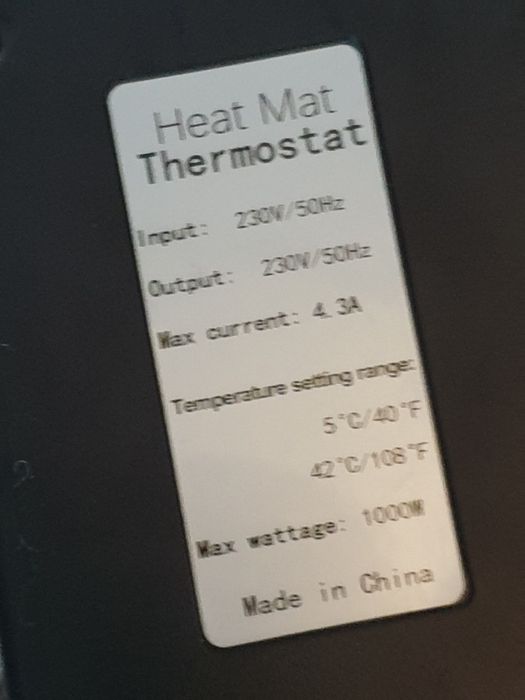 Heat Mat
Thermostat
Input: 230V/50Hz
Output: 230V/50Hz
Max current: 4.3A
Temperature setting range:
5°C/40°F
42°C/108°F
Max wattage: 1000W
Made in China